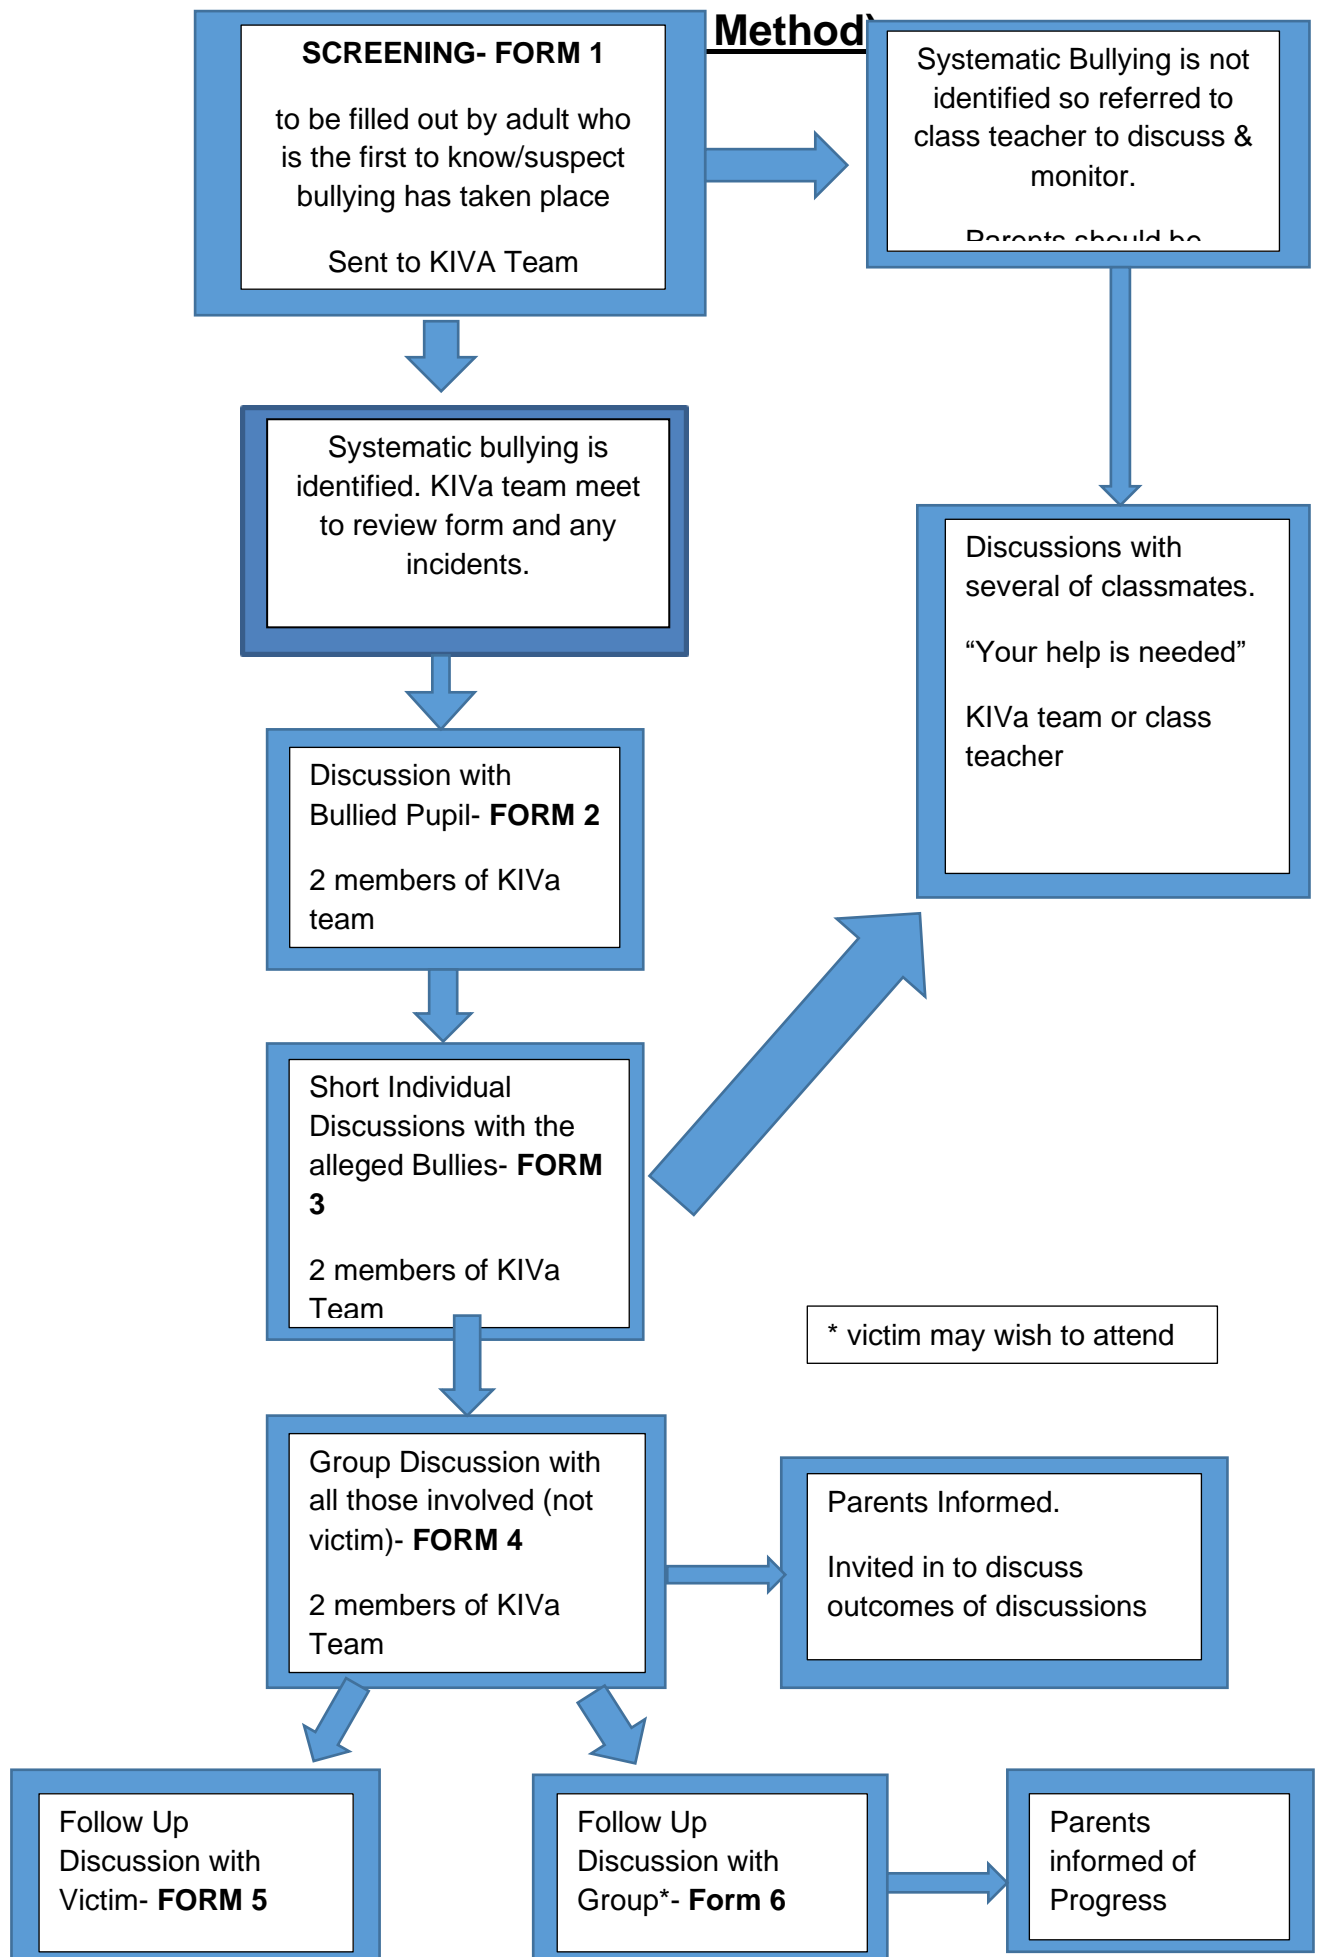 Method)
SCREENING- FORM 1
to be filled out by adult who
is the first to know/suspect
bullying has taken place
Sent to KIVA Team
Systematic Bullying is not
identified so referred to
class teacher to discuss &
monitor.
Parents should be
Systematic bullying is
identified. KIVa team meet
to review form and any
incidents.
Discussions with
several of classmates.
“Your help is needed”
KIVa team or class
teacher
Discussion with
Bullied Pupil- FORM 2
2 members of KIVa
team
Short Individual
Discussions with the
alleged Bullies- FORM
3
2 members of KIVa
Team
* victim may wish to attend
Group Discussion with
all those involved (not
victim)- FORM 4
2 members of KIVa
Team
Parents Informed.
Invited in to discuss
outcomes of discussions
Follow Up
Discussion with
Victim- FORM 5
Follow Up
Discussion with
Group*- Form 6
Parents
informed of
Progress